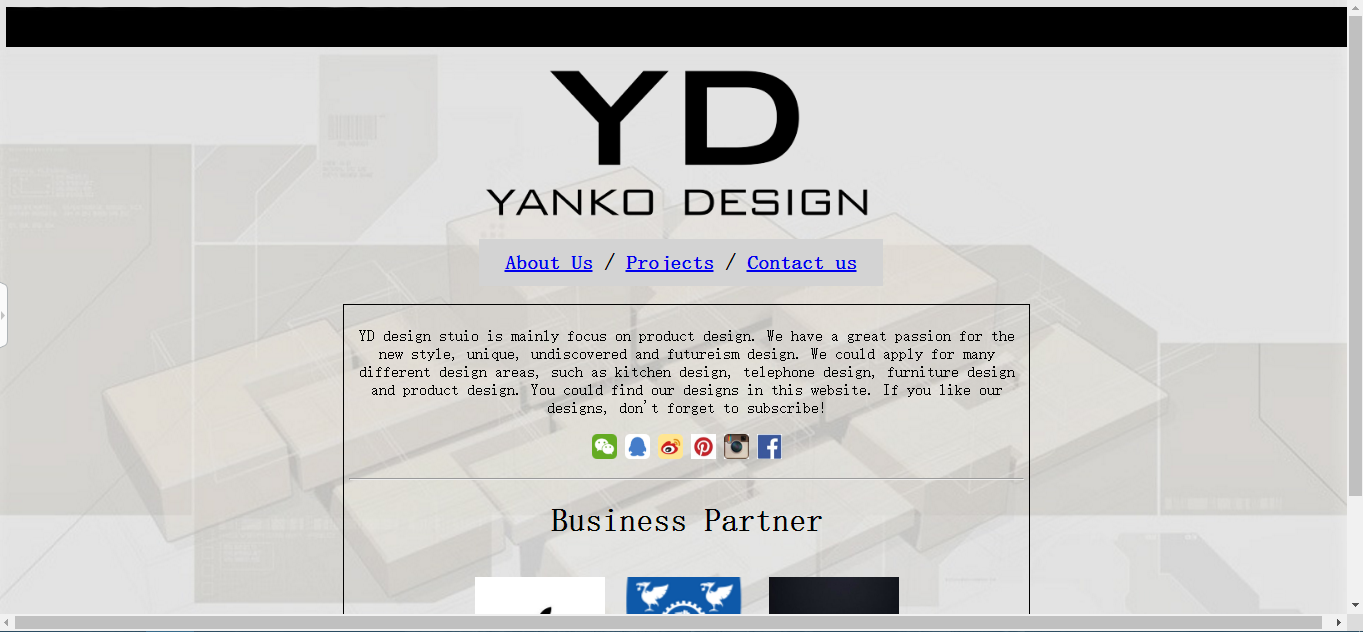 YD
YANKO DESIGN
About Us / Projects / Contact us
YD design stuio is mainly focus on product design. We have a great passion for the
new style, unique, undiscovered and futureism design. We could apply for many
different design areas, such as kitchen design, telephone design, furniture design
and product design. You could find our designs in this website. If you like our
designs, don't forget to subscribe!
Business Partner